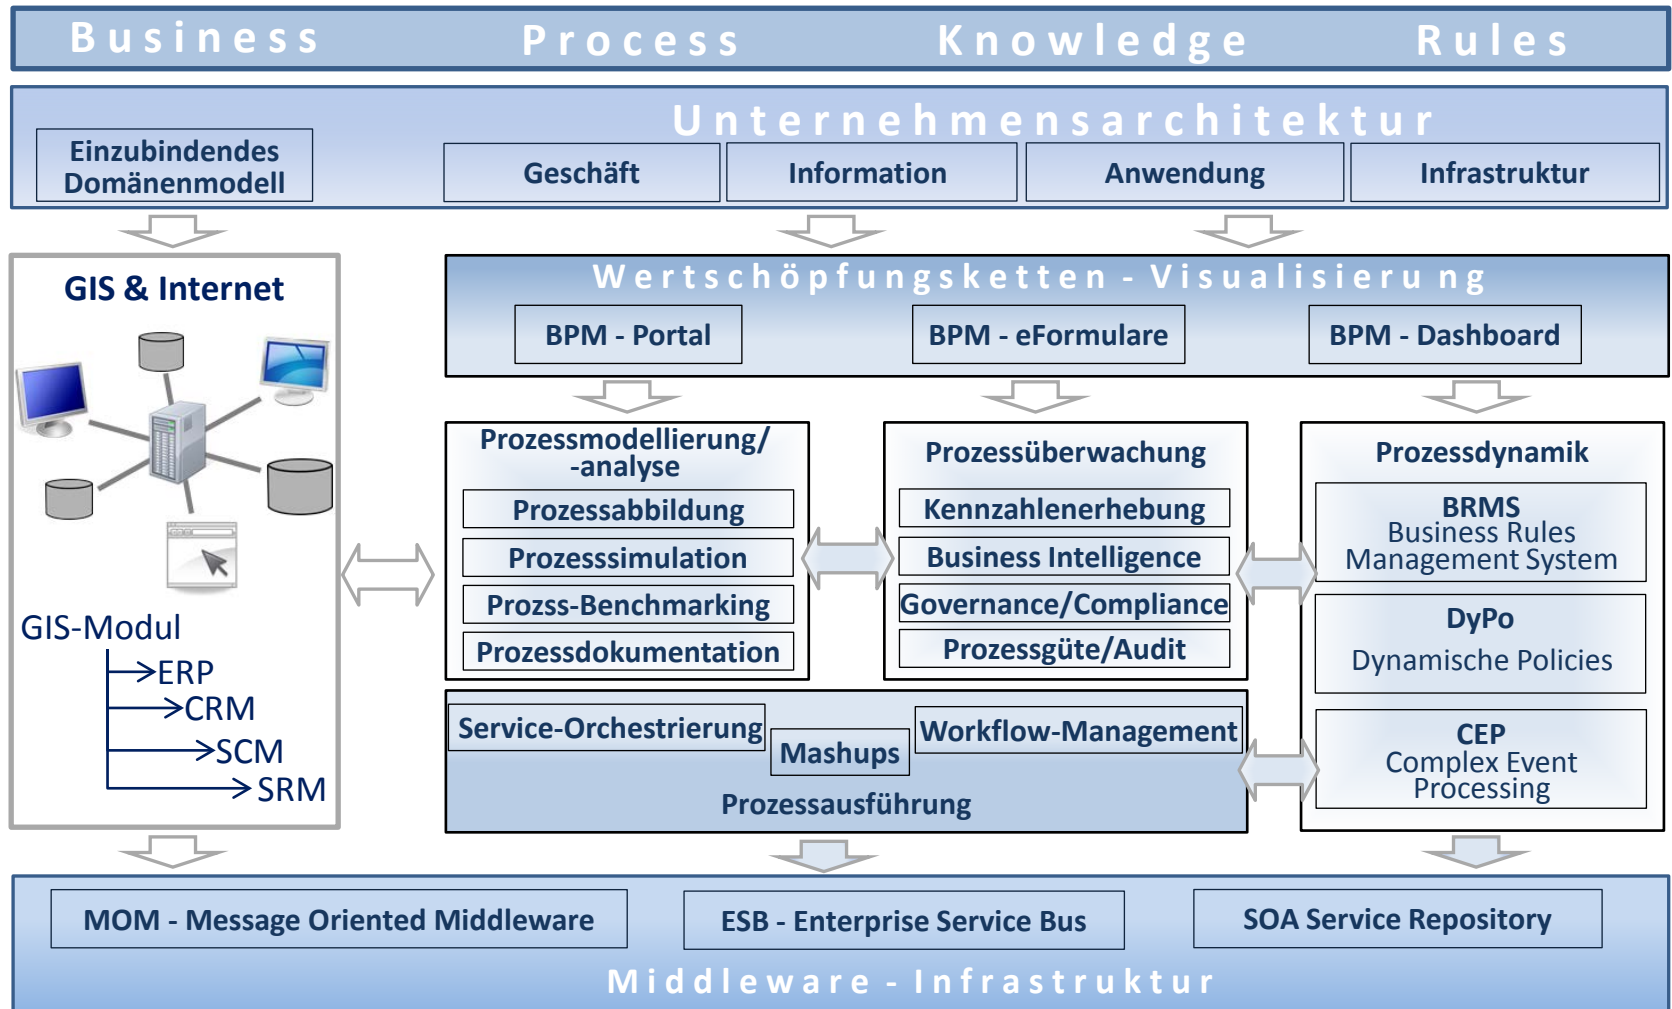 Business Process Knowledge Rules
Unternehmensarchitektur
Einzubindendes
Domänenmodell
Geschäft
Information
Anwendung
Infrastruktur
GIS & Internet
GIS-Modul
ERP
CRM
SCM
SRM
Wertschöpfungsketten - Visualisierung
BPM - Portal
BPM - eFormulare
BPM - Dashboard
Prozessmodellierung/
-analyse
Prozessabbildung
Prozesssimulation
Prozss-Benchmarking
Prozessdokumentation
Prozessüberwachung
Kennzahlenerhebung
Business Intelligence
Governance/Compliance
Prozessgüte/Audit
Prozessdynamik
BRMS
Business Rules
Management System
DyPo
Dynamische Policies
CEP
Complex Event
Processing
Service-Orchestrierung
Mashups
Workflow-Management
Prozessausführung
MOM - Message Oriented Middleware
ESB - Enterprise Service Bus
SOA Service Repository
Middleware - Infrastruktur